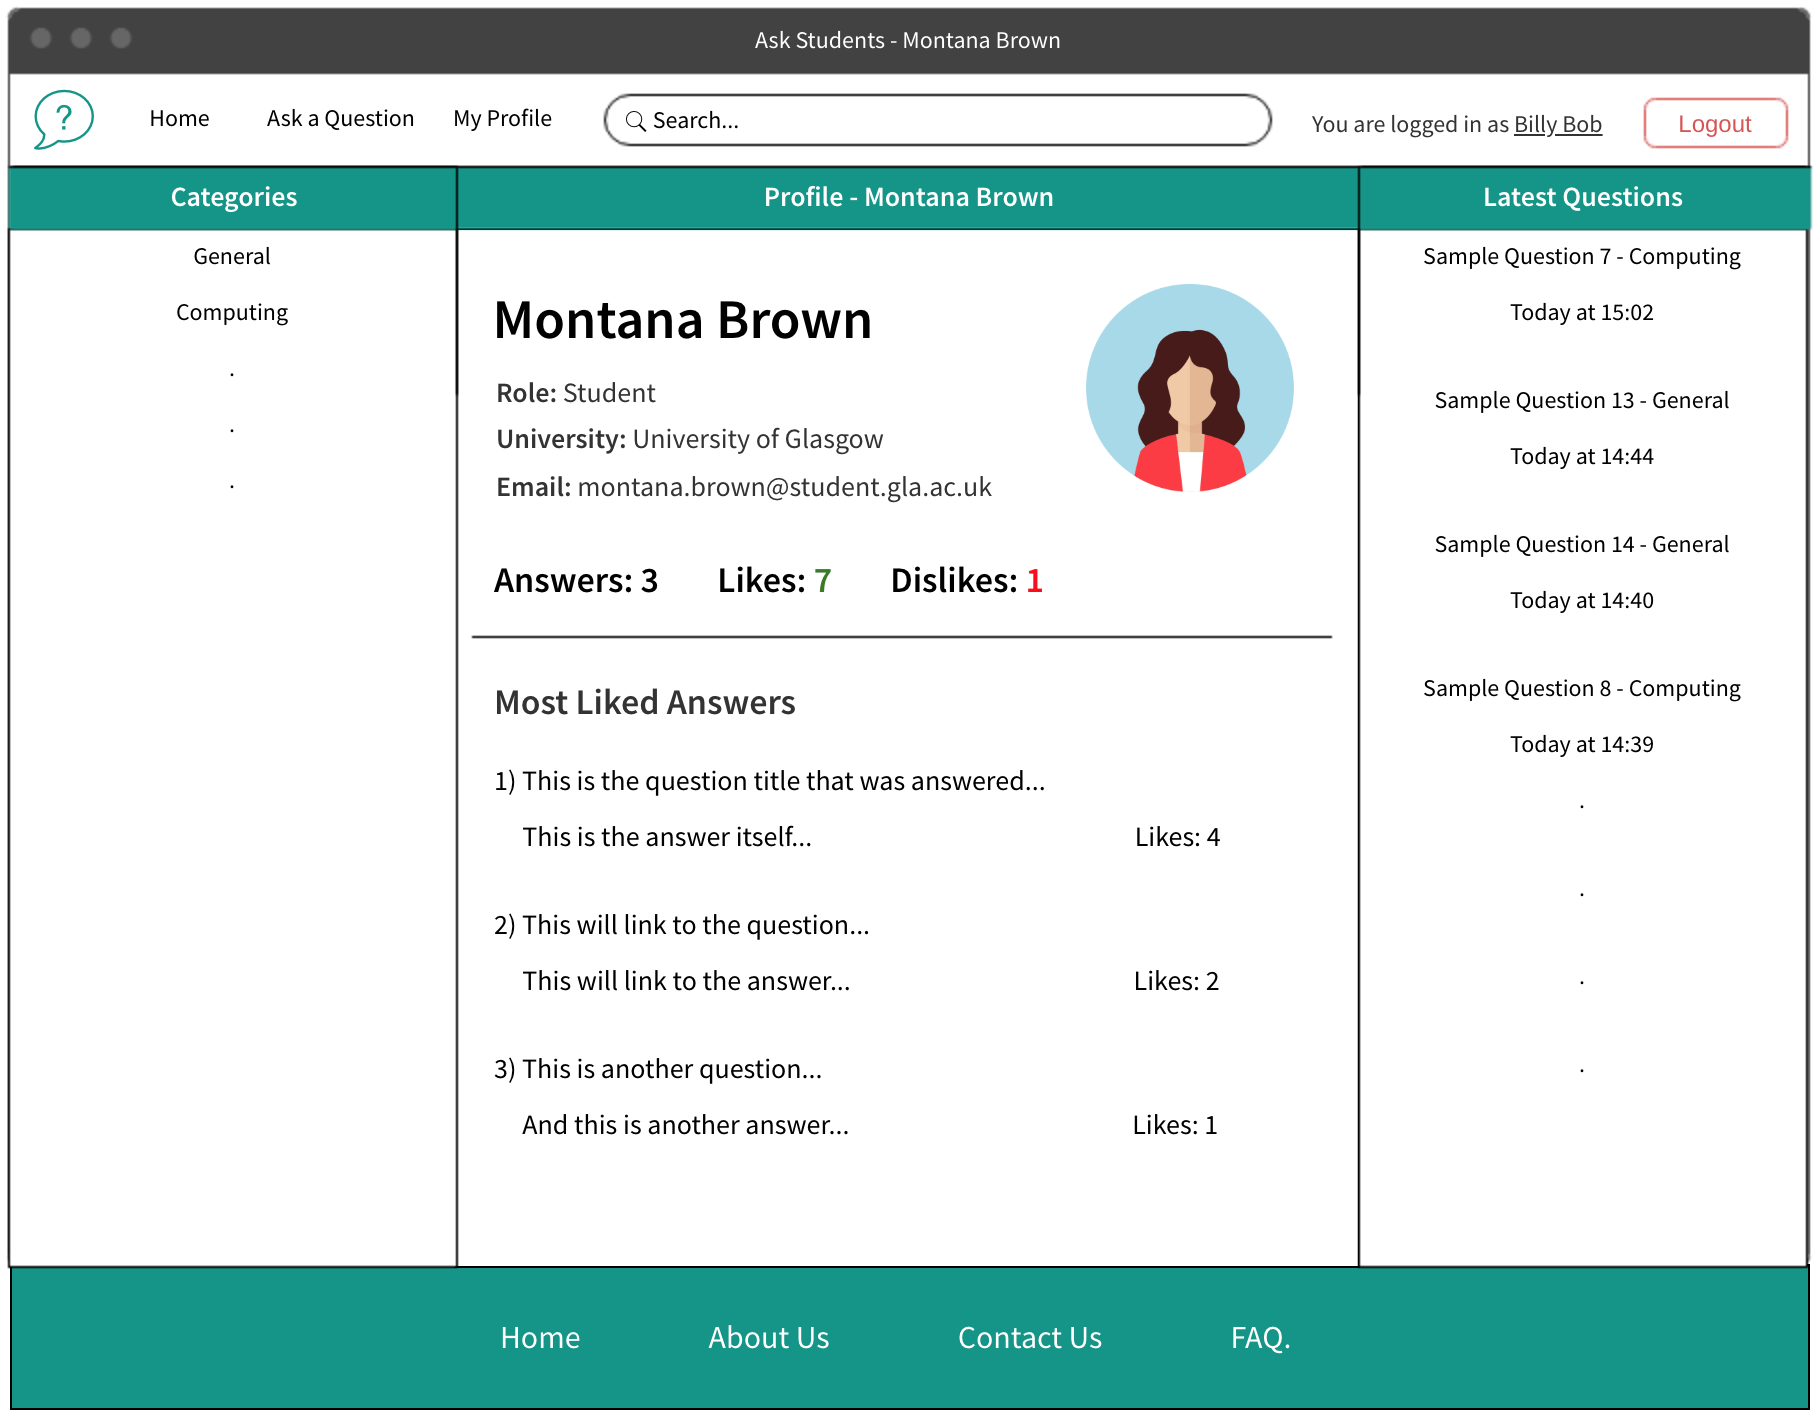 Ask Students - Montana Brown
?
Home
Ask a Question
My Profile
Search...
You are logged in as Billy Bob
Logout
Categories
General
Computing
.
.
.
Profile - Montana Brown
Montana Brown
Role: Student
University: University of Glasgow
Email: montana.brown@student.gla.ac.uk
Answers: 3 Likes: 7 Dislikes: 1
Most Liked Answers
1) This is the question title that was answered...
This is the answer itself... Likes: 4
2) This will link to the question...
This will link to the answer... Likes: 2
3) This is another question...
And this is another answer... Likes: 1
Latest Questions
Sample Question 7 - Computing
Today at 15:02
Sample Question 13 - General
Today at 14:44
Sample Question 14 - General
Today at 14:40
Sample Question 8 - Computing
Today at 14:39
.
.
.
.
Home
About Us
Contact Us
FAQ.